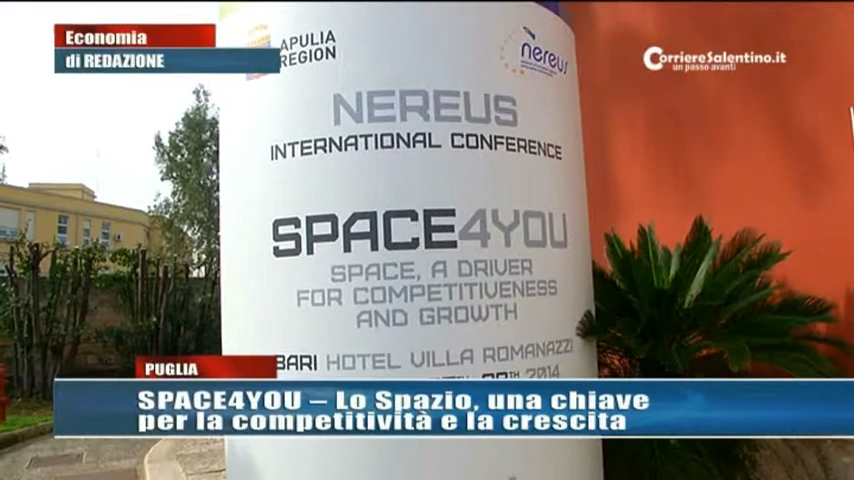 Economia
di REDAZIONE
APULIA
REGION
nereus
CorriereSalentino.it
un passo avanti
NEREUS
INTERNATIONAL CONFERENCE
SPACE4YOU
SPACE, A DRIVER
FOR COMPETITIVENESS
AND GROWTH
BARI HOTEL VILLA ROMANAZZI
2014
PUGLIA
SPACE4YOU – Lo Spazio, una chiave
per la competitività e la crescita